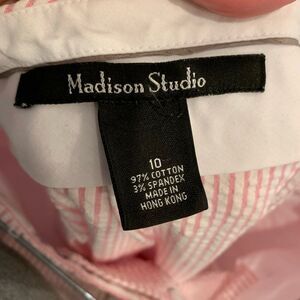 Madison Studio
10
97% COTTON
3% SPANDEX
MADE IN
HONG KONG